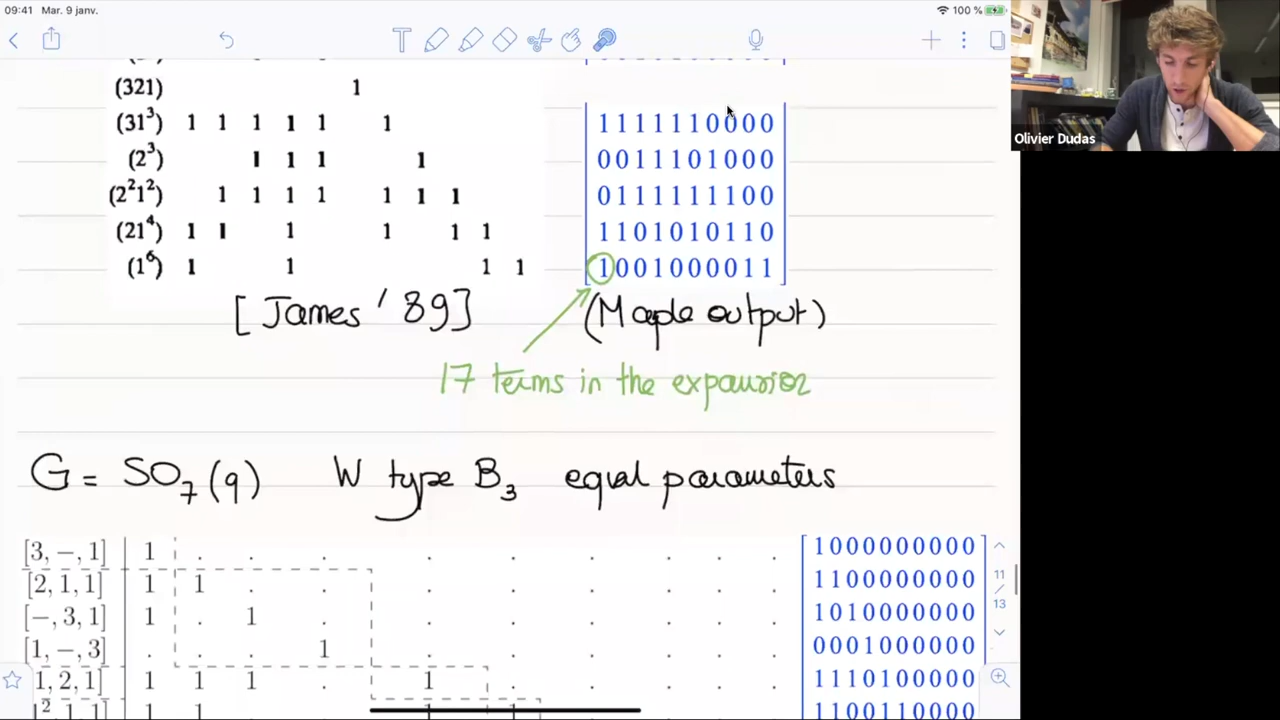 09:41 Mar. 9 janv.
100 %
Olivier Dudas
(321) 1
(31³) 1 1 1 1 1 1
1 1 1 1 1 1 0 0 0 0
(2³) 1 1 1 1
0 0 1 1 1 0 1 0 0 0
(2²1²) 1 1 1 1 1 1 1
0 1 1 1 1 1 1 1 0 0
(21⁴) 1 1 1 1 1 1
1 1 0 1 0 1 0 1 1 0
(1⁶) 1 1 1 1
1 0 0 1 0 0 0 0 1 1
[James '89]
(Maple output)
17 terms in the expansion
G = SO₇(q) W type B₃ equal parameters
[3, −, 1] 1 . . . . . . . . .
1 0 0 0 0 0 0 0 0 0
[2, 1, 1] 1 1 . . . . . . . .
1 1 0 0 0 0 0 0 0 0
[−, 3, 1] 1 . 1 . . . . . . .
1 0 1 0 0 0 0 0 0 0
[1, −, 3] . . . 1 . . . . . .
0 0 0 1 0 0 0 0 0 0
1, 2, 1] 1 1 1 . 1 . . . . .
1 1 1 0 1 0 0 0 0 0
1 1 0 0 1 1 0 0 0 0
11
/
13